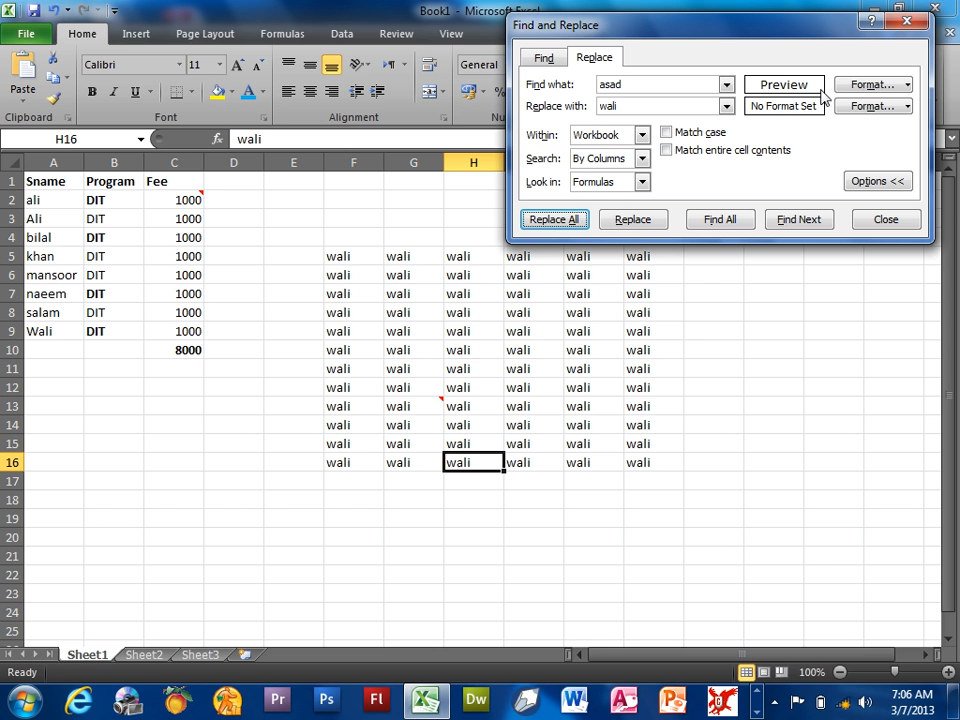 Book1 - Microsoft Excel
Find and Replace
File Home Insert Page Layout Formulas Data Review View
Find Replace
Calibri 11 General
Paste
B I U
Clipboard Font Alignment
Find what: asad Preview Format...
Replace with: wali No Format Set Format...
Within: Workbook Match case
Search: By Columns Match entire cell contents
Look in: Formulas Options <<
Replace All Replace Find All Find Next Close
H16 fx wali
A B C D E F G H
1 Sname Program Fee
2 ali DIT 1000
3 Ali DIT 1000
4 bilal DIT 1000
5 khan DIT 1000 wali wali wali wali wali wali
6 mansoor DIT 1000 wali wali wali wali wali wali
7 naeem DIT 1000 wali wali wali wali wali wali
8 salam DIT 1000 wali wali wali wali wali wali
9 Wali DIT 1000 wali wali wali wali wali wali
10 8000 wali wali wali wali wali wali
11 wali wali wali wali wali wali
12 wali wali wali wali wali wali
13 wali wali wali wali wali wali
14 wali wali wali wali wali wali
15 wali wali wali wali wali wali
16 wali wali wali wali wali wali
17
18
19
20
21
22
23
24
25
Sheet1 Sheet2 Sheet3
Ready 100%
Pr Ps Fl Dw
7:06 AM
3/7/2013